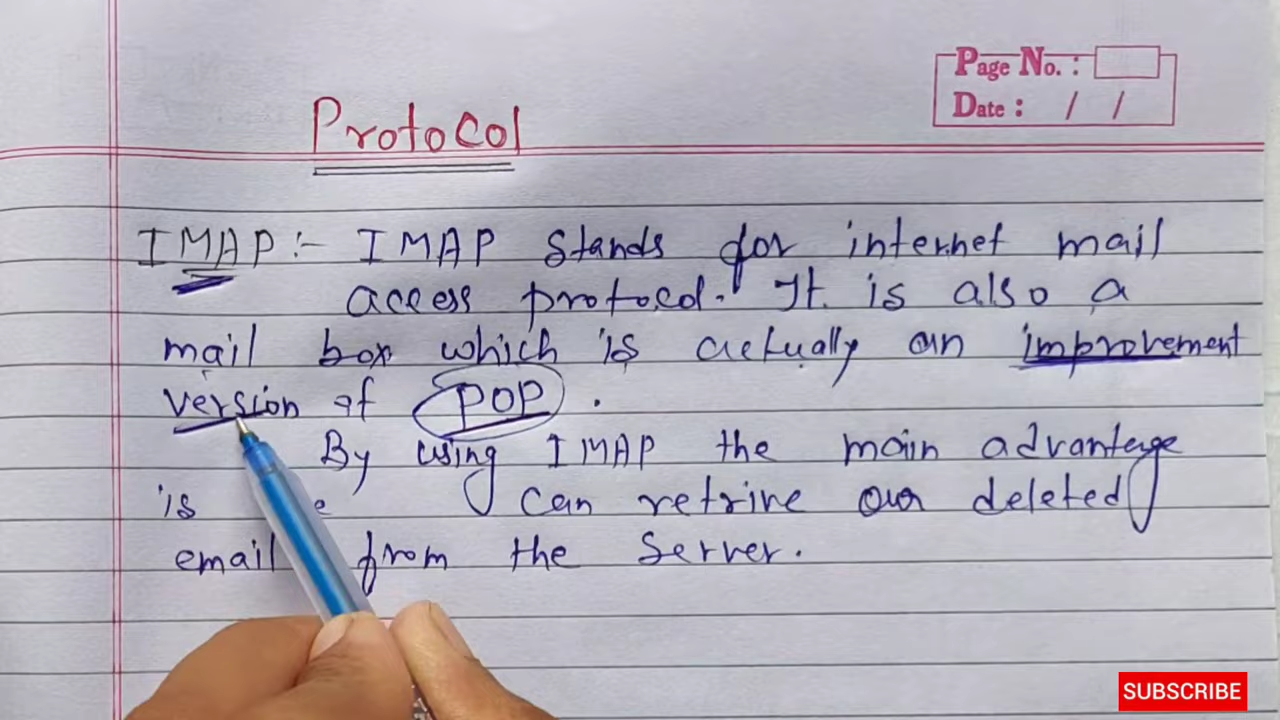 Page No. :
Date : / /
Protocol
IMAP :- IMAP stands for internet mail
access protocol. It is also a
mail box which is actually an improvement
version of POP .
By using IMAP the main advantage
is can retrive our deleted
email from the server.
SUBSCRIBE